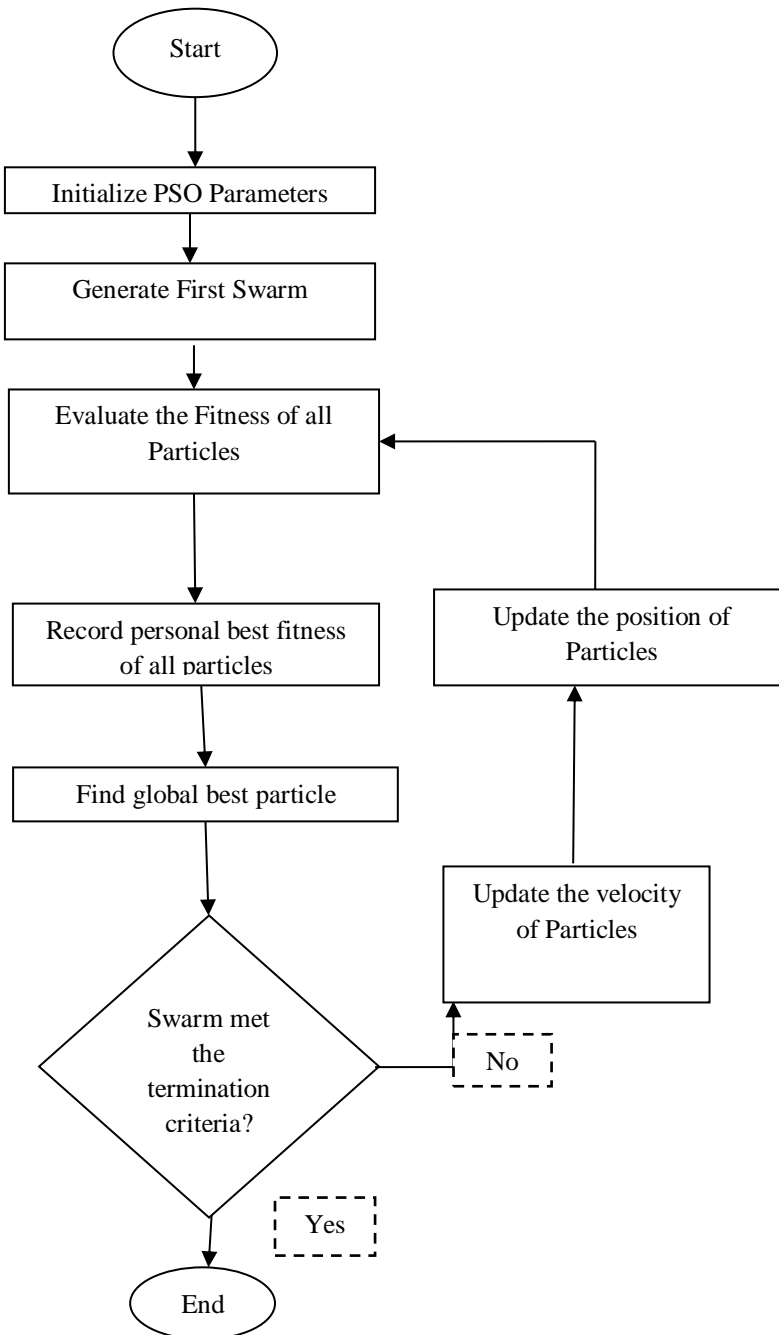 Start
Initialize PSO Parameters
Generate First Swarm
Evaluate the Fitness of all
Particles
Record personal best fitness
of all particles
Find global best particle
Swarm met
the
termination
criteria?
No
Update the velocity
of Particles
Update the position of
Particles
Yes
End